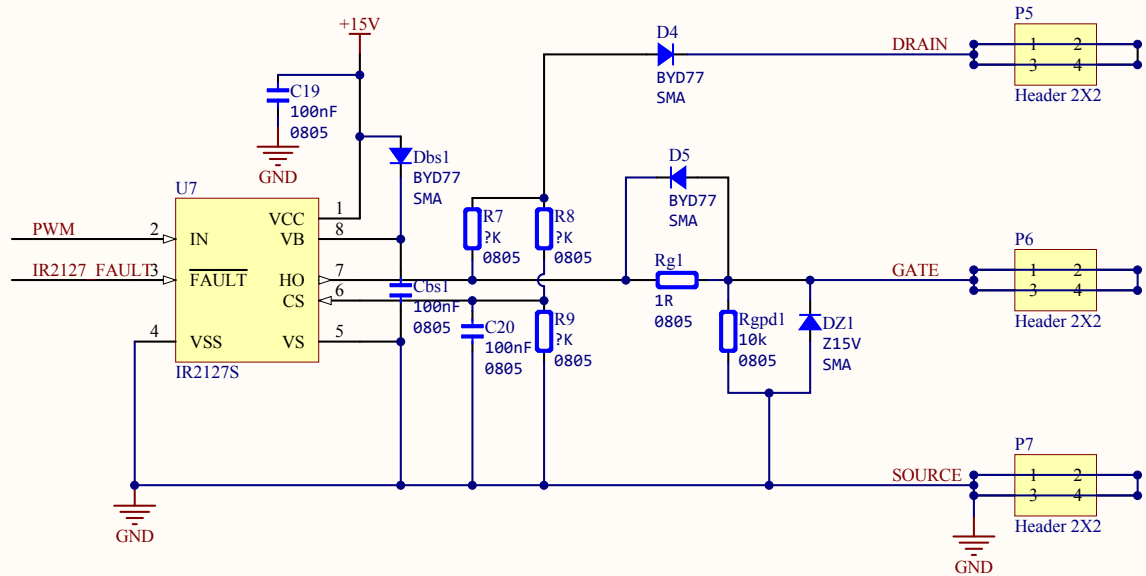 +15V
C19
100nF
0805
GND
Dbs1
BYD77
SMA
D4
BYD77
SMA
DRAIN
P5
1 2
3 4
Header 2X2
D5
BYD77
SMA
U7
VCC 1
PWM 2 IN VB 8
IR2127_FAULT 3 FAULT HO 7
CS 6
4 VSS VS 5
IR2127S
R7
?K
0805
R8
?K
0805
Cbs1
100nF
0805
C20
100nF
0805
R9
?K
0805
Rg1
1R
0805
Rgpd1
10k
0805
DZ1
Z15V
SMA
GATE
P6
1 2
3 4
Header 2X2
SOURCE
P7
1 2
3 4
Header 2X2
GND
GND